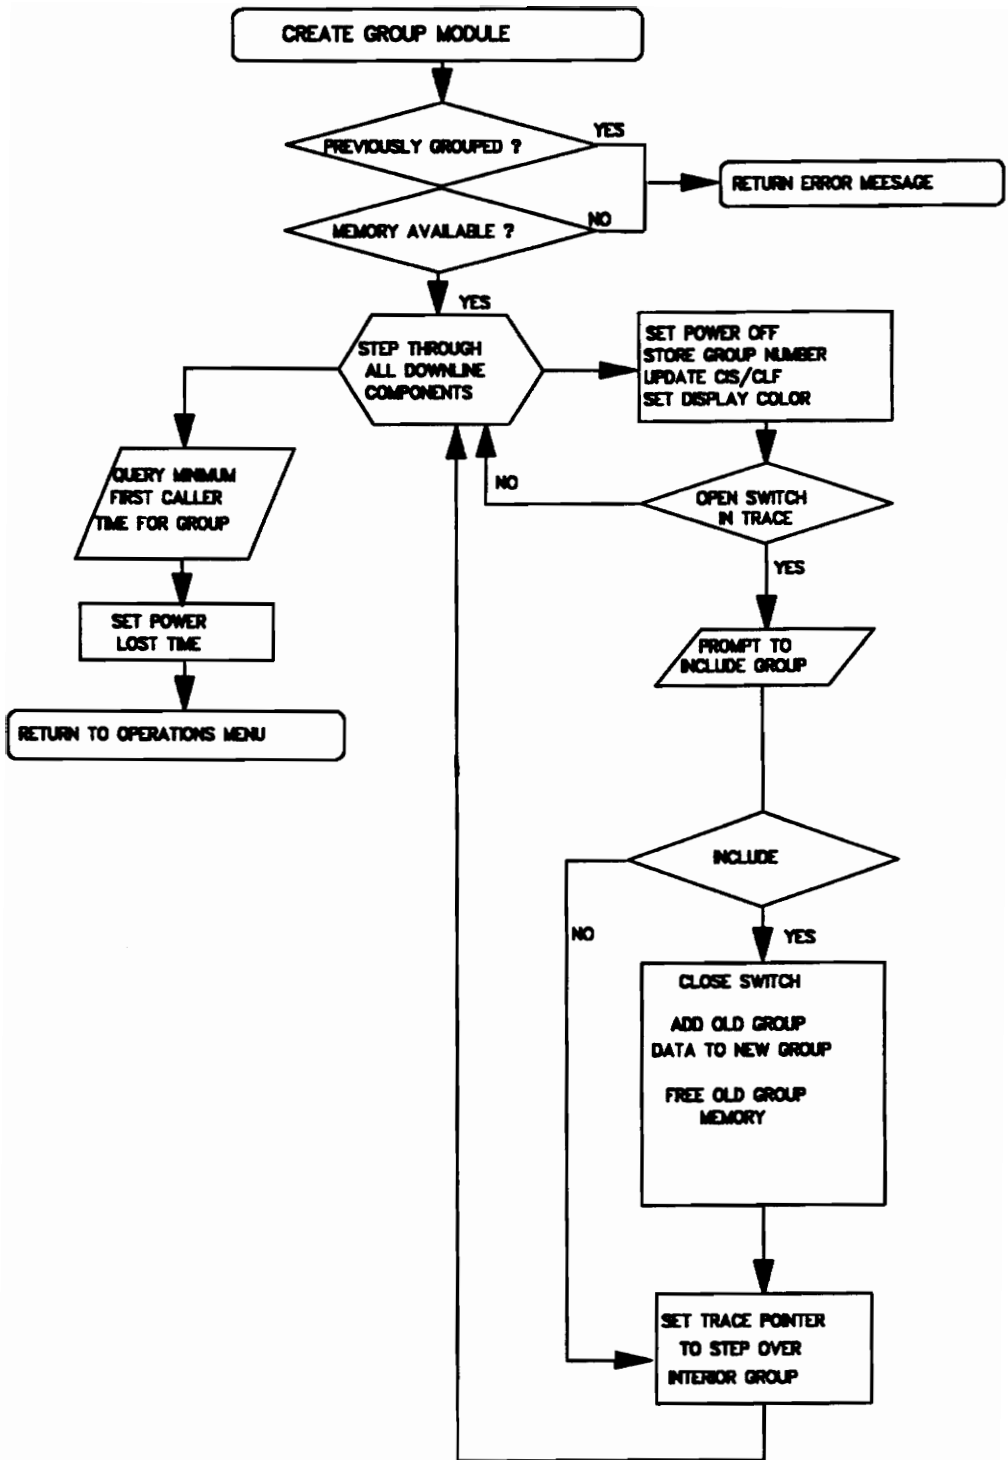 CREATE GROUP MODULE
PREVIOUSLY GROUPED ?
YES
RETURN ERROR MEESAGE
MEMORY AVAILABLE ?
NO
YES
STEP THROUGH
ALL DOWNLINE
COMPONENTS
SET POWER OFF
STORE GROUP NUMBER
UPDATE CIS/CLF
SET DISPLAY COLOR
QUERY MINIMUM
FIRST CALLER
TIME FOR GROUP
NO
OPEN SWITCH
IN TRACE
YES
SET POWER
LOST TIME
PROMPT TO
INCLUDE GROUP
RETURN TO OPERATIONS MENU
INCLUDE
NO
YES
CLOSE SWITCH
ADD OLD GROUP
DATA TO NEW GROUP
FREE OLD GROUP
MEMORY
SET TRACE POINTER
TO STEP OVER
INTERIOR GROUP